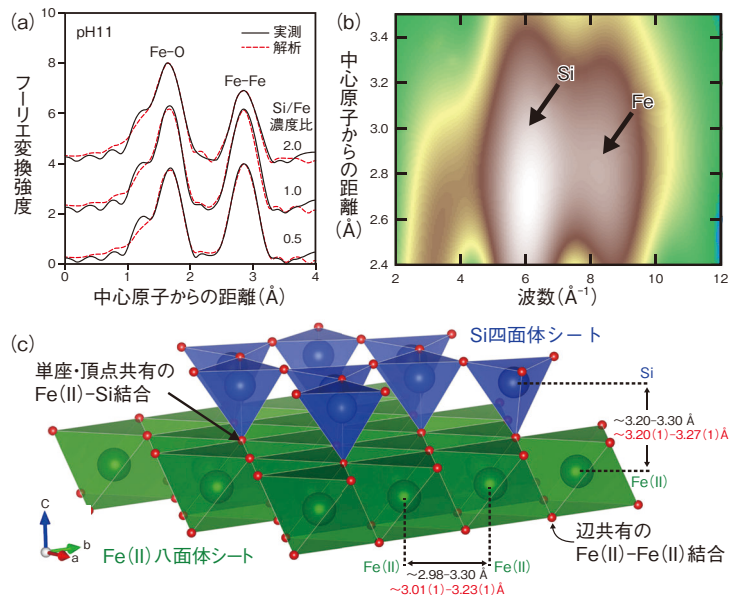 (a)
pH11
実測
解析
Fe-O
Fe-Fe
Si/Fe
濃度比
2.0
1.0
0.5
10
8
6
4
2
0
フーリエ変換強度
0
1
2
3
4
中心原子からの距離(Å)
(b)
中心原子からの距離(Å)
3.4
3.2
3.0
2.8
2.6
2.4
Si
Fe
2
4
6
8
10
12
波数(Å⁻¹)
(c)
Si四面体シート
単座・頂点共有の
Fe(II)-Si結合
Si
～3.20-3.30 Å
～3.20(1)-3.27(1)Å
Fe(II)
c
b
a
Fe(II)八面体シート
Fe(II)
Fe(II)
～2.98-3.30 Å
～3.01(1)-3.23(1)Å
辺共有の
Fe(II)-Fe(II)結合